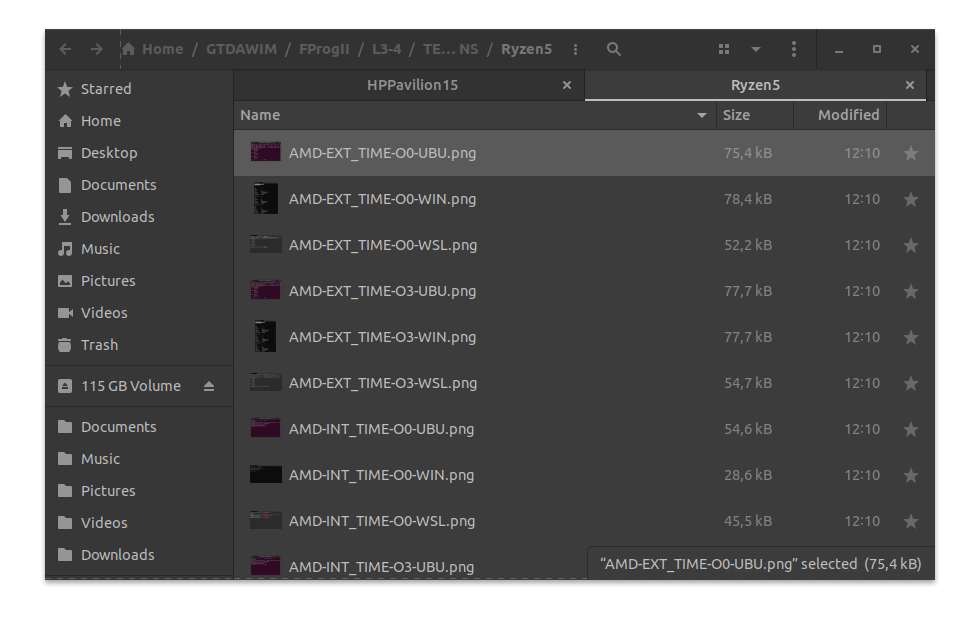 Home / GTDAWIM / FProgII / L3-4 / TE... NS / Ryzen5
HPPavilion15
Ryzen5
Name Size Modified
Starred
Home
Desktop
Documents
Downloads
Music
Pictures
Videos
Trash
115 GB Volume
Documents
Music
Pictures
Videos
Downloads
AMD-EXT_TIME-O0-UBU.png 75,4 kB 12:10
AMD-EXT_TIME-O0-WIN.png 78,4 kB 12:10
AMD-EXT_TIME-O0-WSL.png 52,2 kB 12:10
AMD-EXT_TIME-O3-UBU.png 77,7 kB 12:10
AMD-EXT_TIME-O3-WIN.png 77,7 kB 12:10
AMD-EXT_TIME-O3-WSL.png 54,7 kB 12:10
AMD-INT_TIME-O0-UBU.png 54,6 kB 12:10
AMD-INT_TIME-O0-WIN.png 28,6 kB 12:10
AMD-INT_TIME-O0-WSL.png 45,5 kB 12:10
AMD-INT_TIME-O3-UBU.png
“AMD-EXT_TIME-O0-UBU.png” selected (75,4 kB)